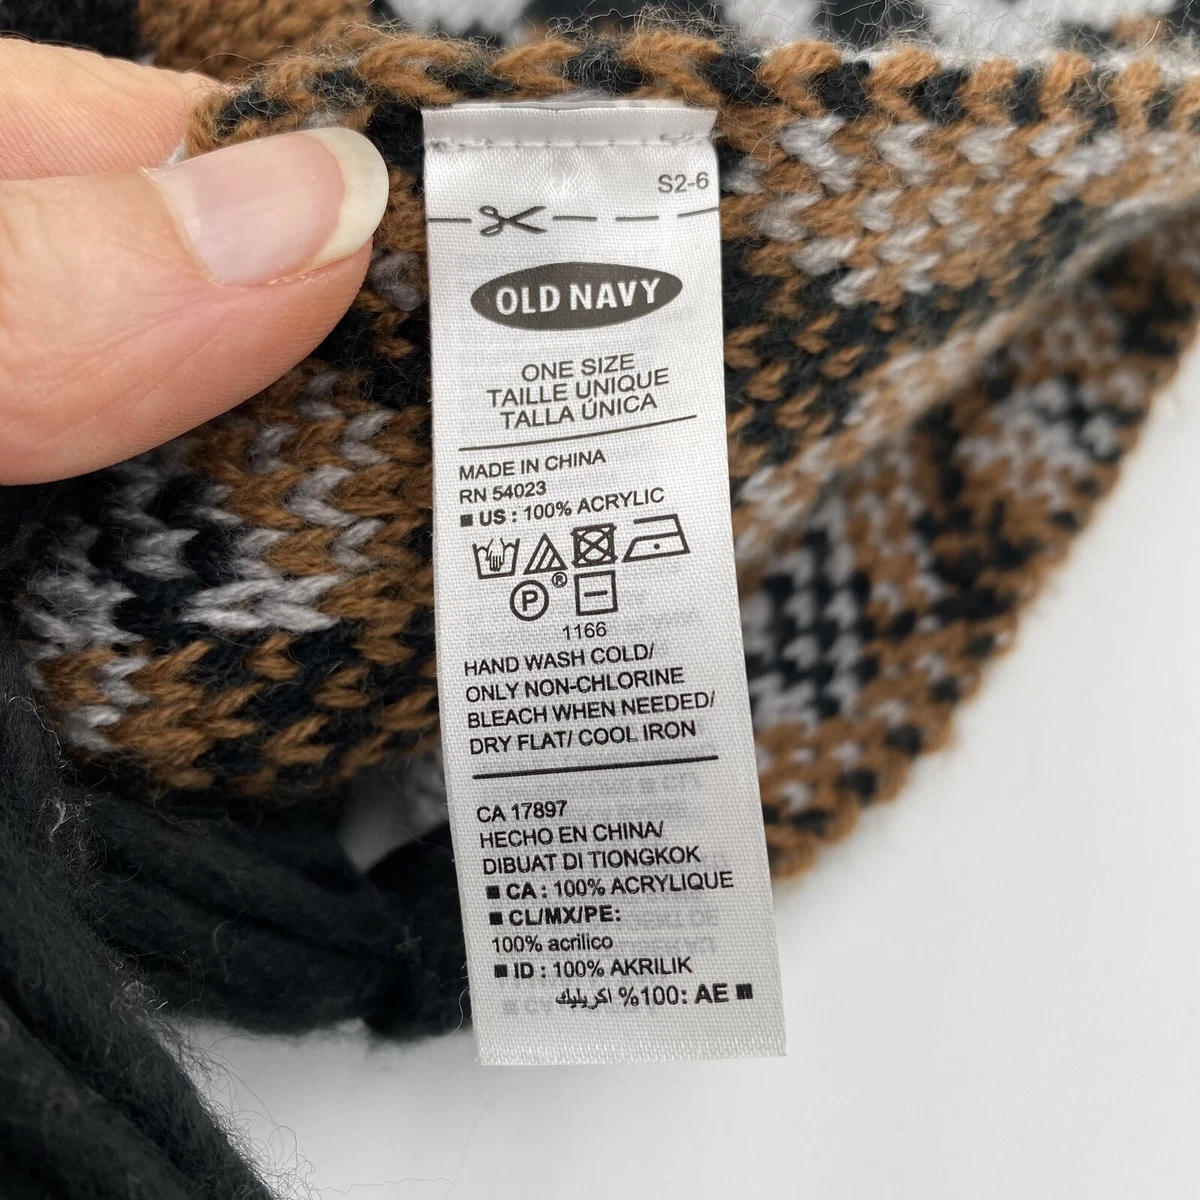 S2-6
OLD NAVY
ONE SIZE
TAILLE UNIQUE
TALLA ÚNICA
MADE IN CHINA
RN 54023
■ US : 100% ACRYLIC
P ®
1166
HAND WASH COLD/
ONLY NON-CHLORINE
BLEACH WHEN NEEDED/
DRY FLAT/ COOL IRON
CA 17897
HECHO EN CHINA/
DIBUAT DI TIONGKOK
■ CA : 100% ACRYLIQUE
■ CL/MX/PE:
100% acrilico
■ ID : 100% AKRILIK
■ AE :100% اكريليك